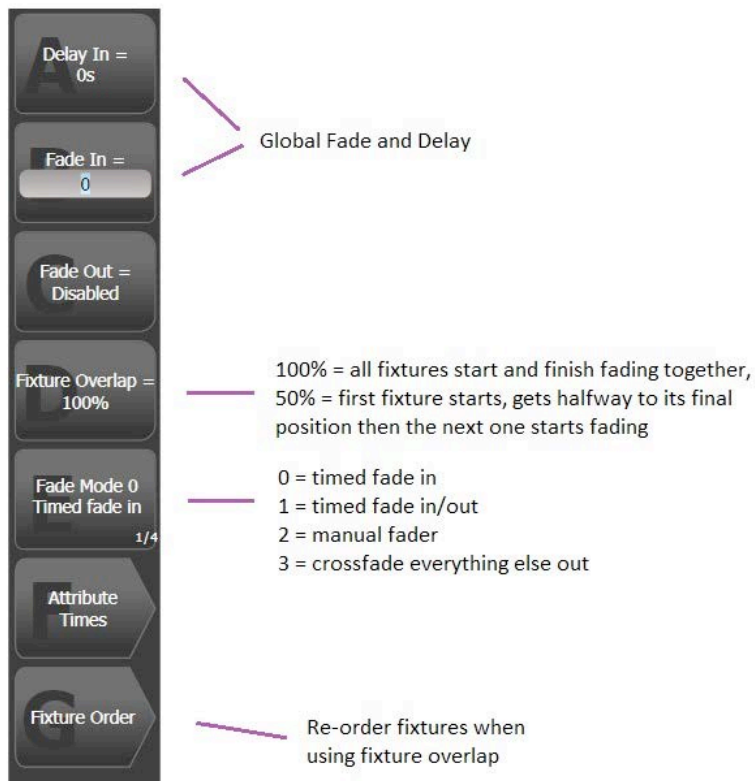 A
Delay In =
0s
Global Fade and Delay
Fade In =
0
C
Fade Out =
Disabled
D
Fixture Overlap =
100%
100% = all fixtures start and finish fading together,
50% = first fixture starts, gets halfway to its final
position then the next one starts fading
E
Fade Mode 0
Timed fade in
1/4
0 = timed fade in
1 = timed fade in/out
2 = manual fader
3 = crossfade everything else out
F
Attribute
Times
G
Fixture Order
Re-order fixtures when
using fixture overlap